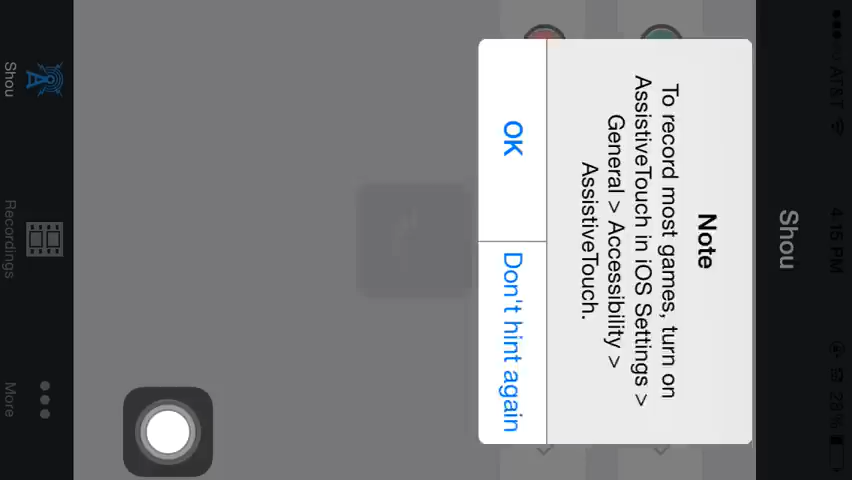 AT&T 4:15 PM 28%
Shou
Note
To record most games, turn on
AssistiveTouch in iOS Settings >
General > Accessibility >
AssistiveTouch.
OK Don't hint again
Shou Recordings More